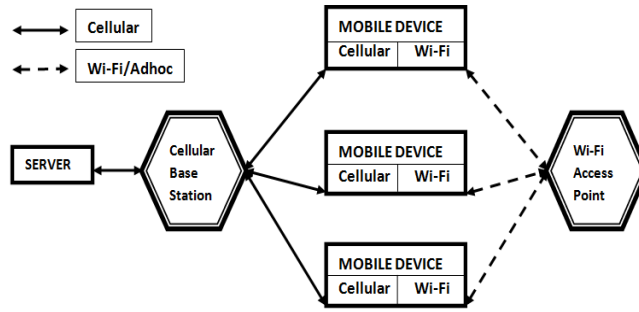 Cellular
Wi-Fi/Adhoc
MOBILE DEVICE
Cellular Wi-Fi
SERVER
Cellular
Base
Station
MOBILE DEVICE
Cellular Wi-Fi
Wi-Fi
Access
Point
MOBILE DEVICE
Cellular Wi-Fi